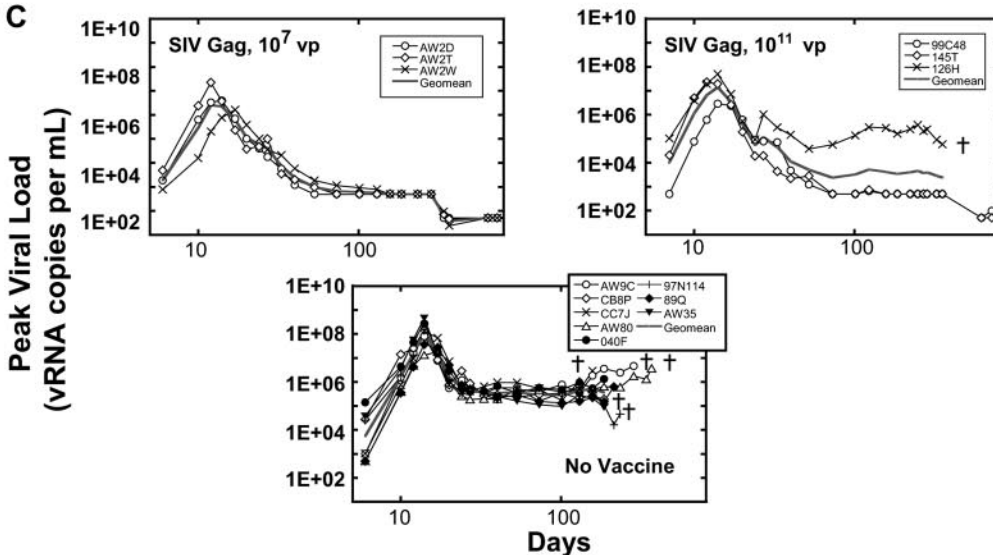 C
Peak Viral Load
(vRNA copies per mL)
SIV Gag, 10⁷ vp
1E+10
1E+08
1E+06
1E+04
1E+02
10
100
AW2D
AW2T
AW2W
Geomean
SIV Gag, 10¹¹ vp
1E+10
1E+08
1E+06
1E+04
1E+02
10
100
99C48
145T
126H
Geomean
†
1E+10
1E+08
1E+06
1E+04
1E+02
10
100
AW9C 97N114
CB8P 89Q
CC7J AW35
AW80 Geomean
040F
† † †
†
†
No Vaccine
Days